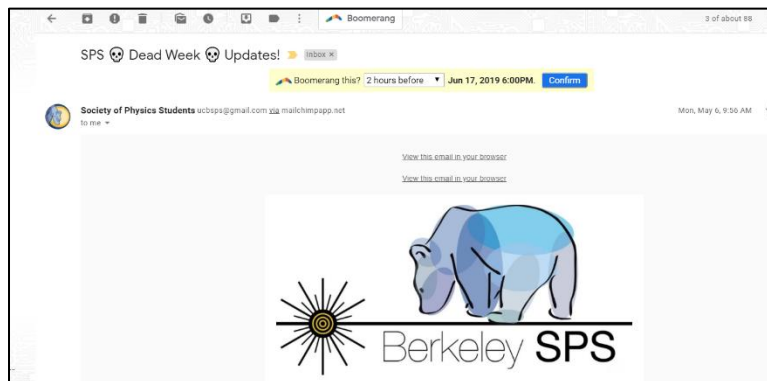 Boomerang
3 of about 88
SPS 💀 Dead Week 💀 Updates!
Inbox x
Boomerang this? 2 hours before Jun 17, 2019 6:00PM. Confirm
Society of Physics Students ucbsps@gmail.com via mailchimpapp.net
Mon, May 6, 9:56 AM
to me
View this email in your browser
View this email in your browser
Berkeley SPS